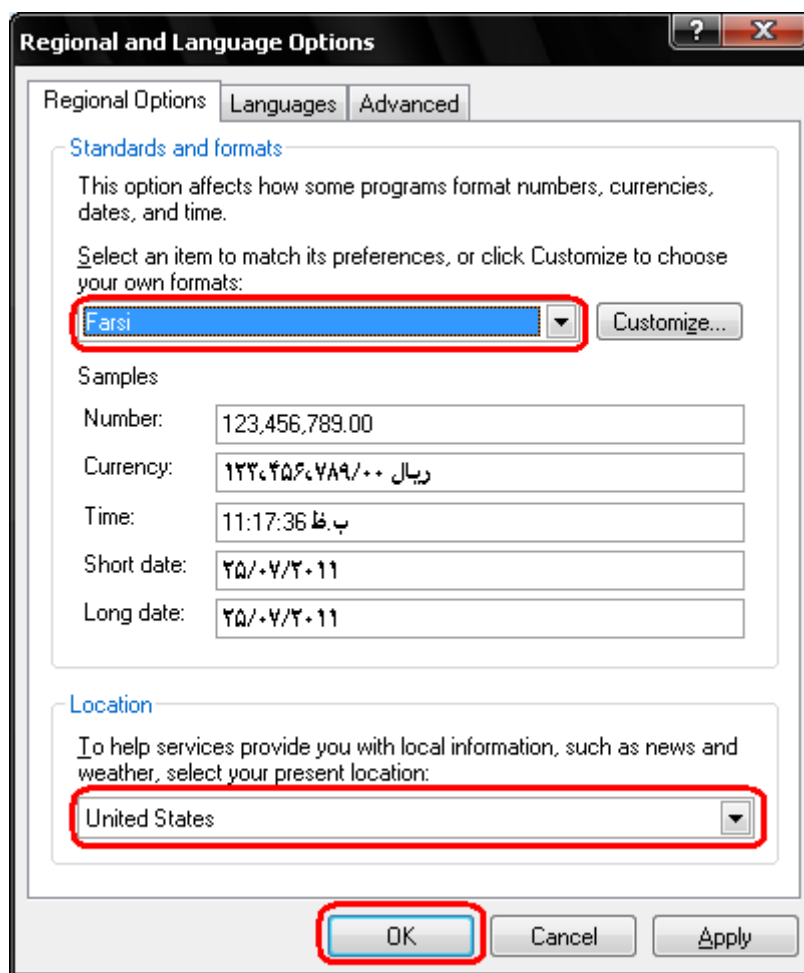 Regional and Language Options
Regional Options Languages Advanced
Standards and formats
This option affects how some programs format numbers, currencies,
dates, and time.
Select an item to match its preferences, or click Customize to choose
your own formats:
Farsi Customize...
Samples
Number: 123,456,789.00
Currency: ریال ۱۲۳،۴۵۶،۷۸۹/۰۰
Time: 11:17:36 ب.ظ
Short date: ۲۵/۰۷/۲۰۱۱
Long date: ۲۵/۰۷/۲۰۱۱
Location
To help services provide you with local information, such as news and
weather, select your present location:
United States
OK Cancel Apply